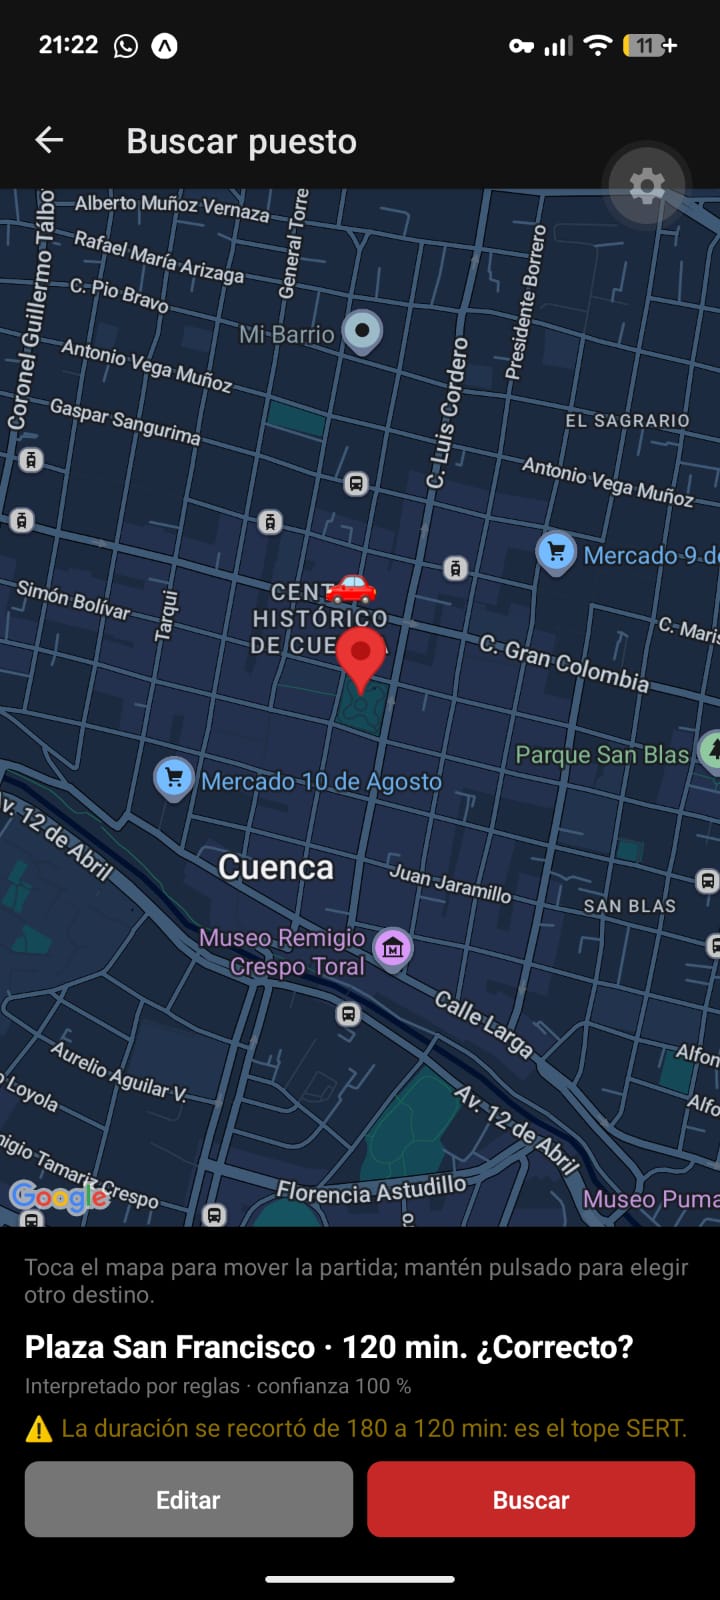 21:22
11
Buscar puesto
Alberto Muñoz Vernaza
Rafael María Arizaga
C. Pio Bravo
Coronel Guillermo Talbo
General Torre
Presidente Borrero
Mi Barrio
Antonio Vega Muñoz
Gaspar Sangurima
C. Luis Cordero
EL SAGRARIO
Antonio Vega Muñoz
Mercado 9 d
Simón Bolívar
Tarqui
CENT
HISTÓRICO
DE CUE A
C. Gran Colombia
C. Maris
Parque San Blas
Mercado 10 de Agosto
Av. 12 de Abril
Cuenca
Juan Jaramillo
SAN BLAS
Museo Remigio
Crespo Toral
Calle Larga
Aurelio Aguilar V.
Loyola
Alfon
Alfo
Av. 12 de Abril
migio Tamariz Crespo
Florencia Astudillo
Google
Museo Puma
Toca el mapa para mover la partida; mantén pulsado para elegir
otro destino.
Plaza San Francisco · 120 min. ¿Correcto?
Interpretado por reglas · confianza 100 %
La duración se recortó de 180 a 120 min: es el tope SERT.
Editar
Buscar